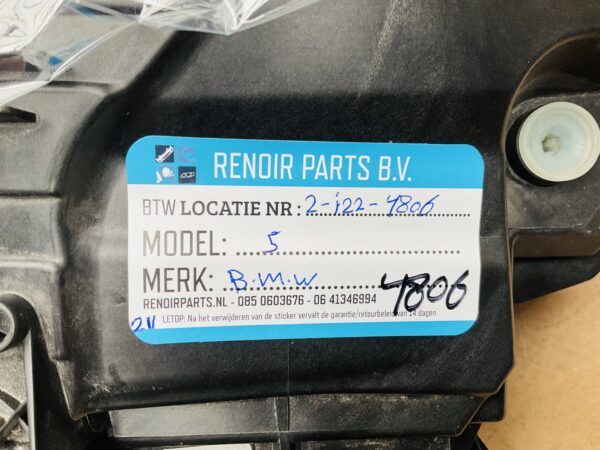 RENOIR PARTS B.V.
BTW LOCATIE NR : 2-i22-4806
MODEL: 5
MERK: B.M.W
4806
RENOIRPARTS.NL - 085 0603676 - 06 41346994
LETOP: Na het verwijderen van de sticker vervalt de garantie/retourbeleid van 14 dagen